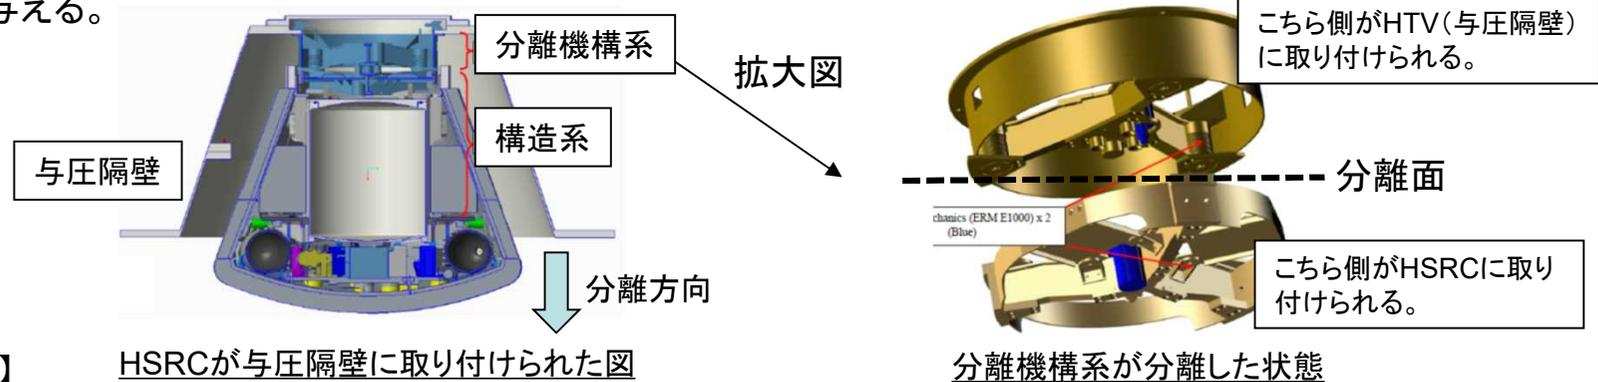 与える。
分離機構系
構造系
与圧隔壁
分離方向
HSRCが与圧隔壁に取り付けられた図
拡大図
こちら側がHTV(与圧隔壁)
に取り付けられる。
分離面
chanics (ERM E1000) x 2
(Blue)
こちら側がHSRCに取り
付けられる。
分離機構系が分離した状態
】